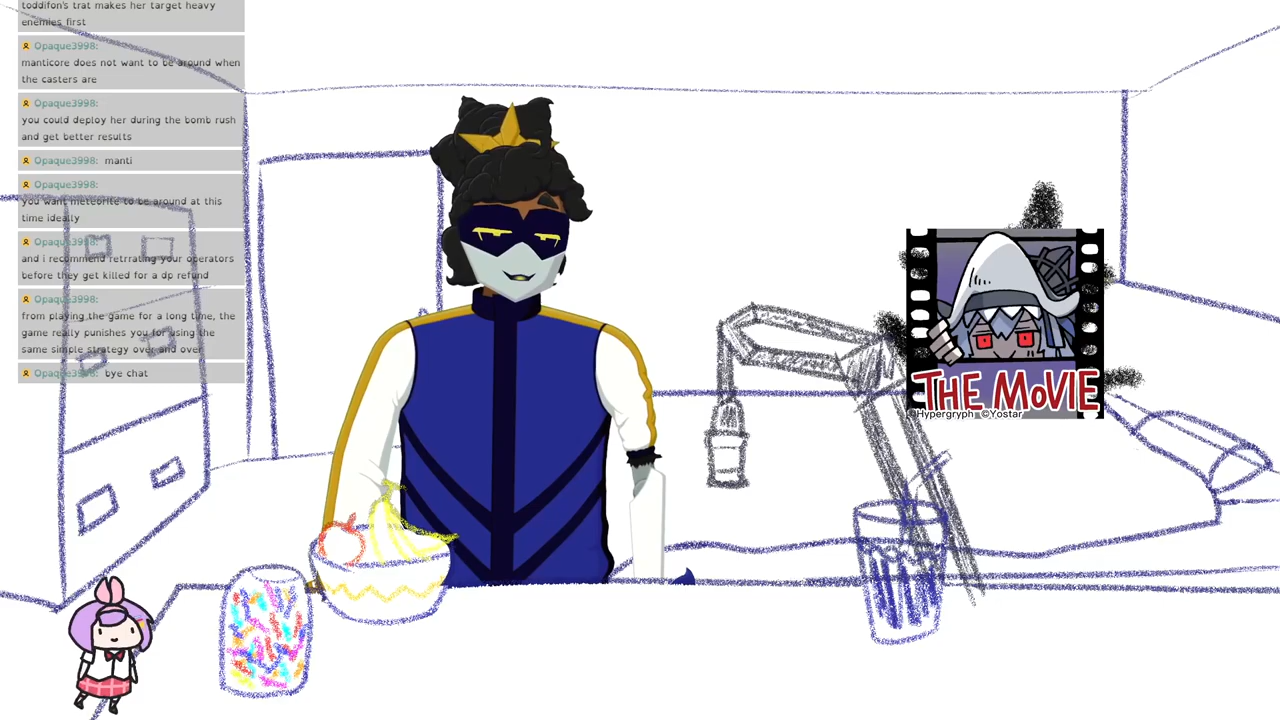 toddifon's trat makes her target heavy
enemies first
Opaque3998:
manticore does not want to be around when
the casters are
Opaque3998:
you could deploy her during the bomb rush
and get better results
Opaque3998: manti
Opaque3998:
you want meteorite to be around at this
time ideally
Opaque3998:
and i recommend retrrating your operators
before they get killed for a dp refund
Opaque3998:
from playing the game for a long time, the
game really punishes you for using the
same simple strategy over and over
Opaque3998: bye chat
THE MOVIE
©Hypergryph ©Yostar